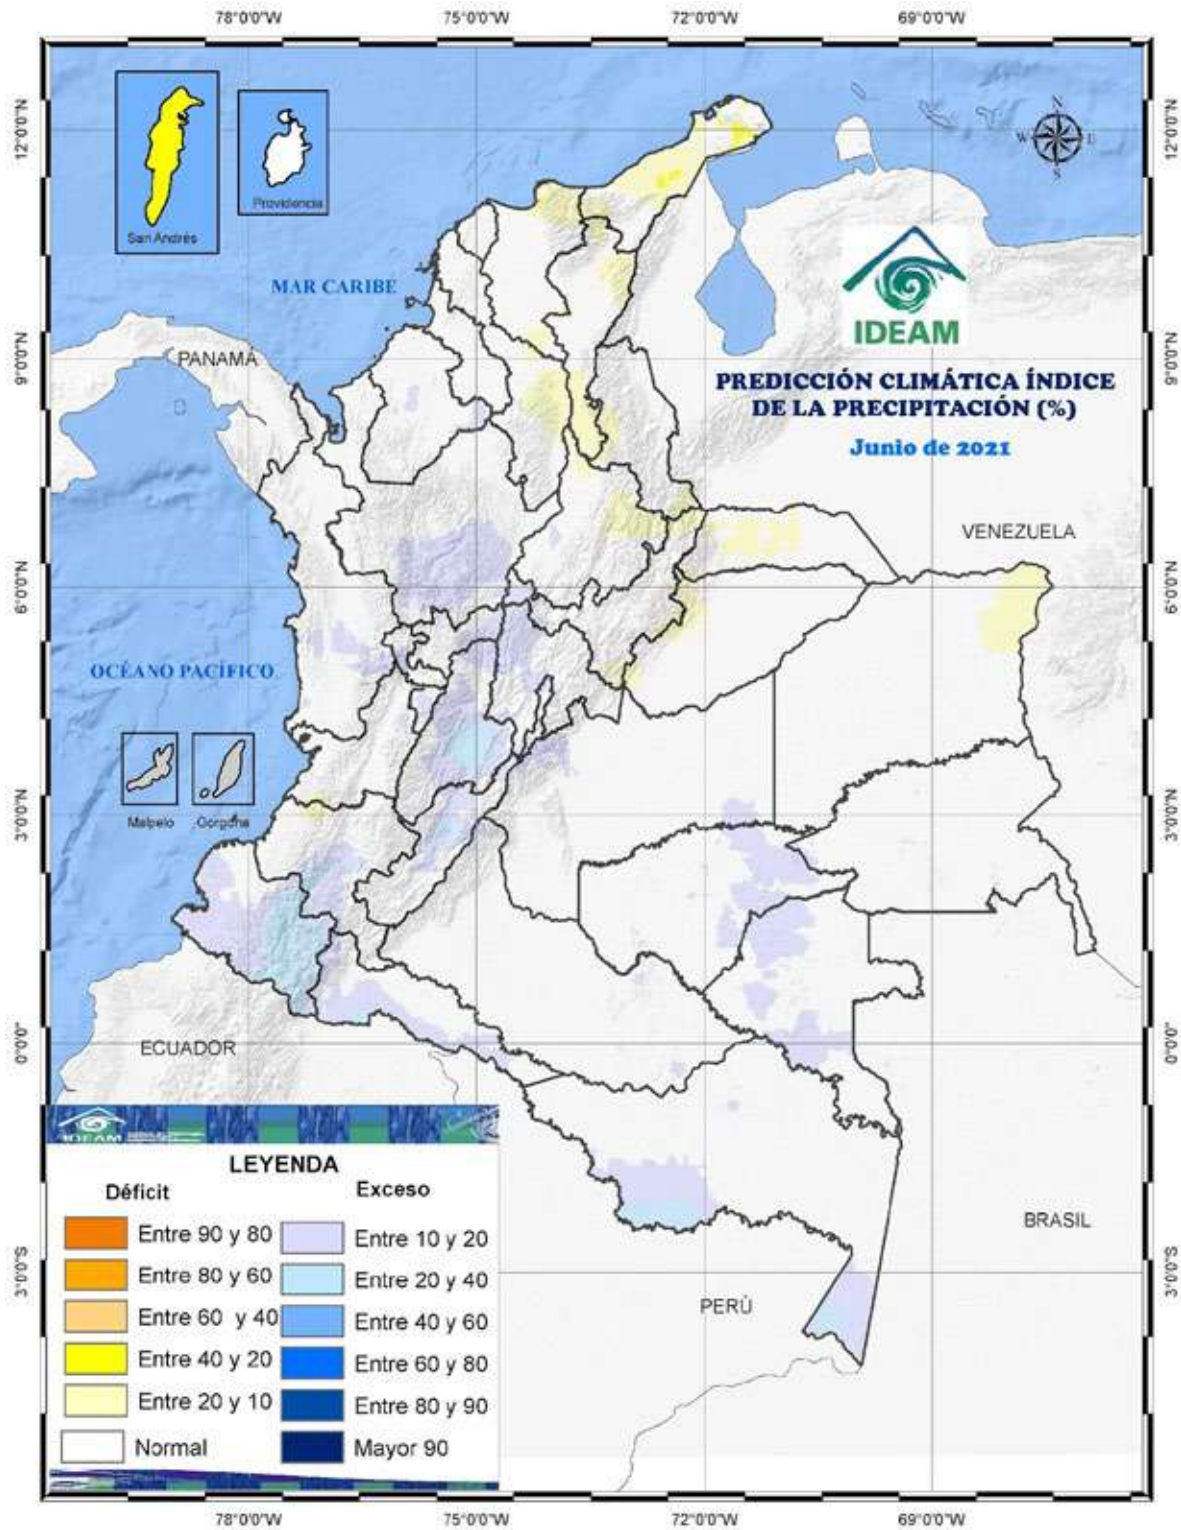 78°0'0"W 75°0'0"W 72°0'0"W 69°0'0"W
12°0'0"N
12°0'0"N
N
W E
S
San Andrés
Providencia
MAR CARIBE
IDEAM
9°0'0"N
9°0'0"N
PANAMÁ
PREDICCIÓN CLIMÁTICA ÍNDICE
DE LA PRECIPITACIÓN (%)
Junio de 2021
VENEZUELA
6°0'0"N
6°0'0"N
OCÉANO PACÍFICO
Malpelo
Gorgona
3°0'0"N
3°0'0"N
0°0'0"
0°0'0"
ECUADOR
IDEAM
LEYENDA
Déficit
Exceso
Entre 90 y 80
Entre 10 y 20
Entre 80 y 60
Entre 20 y 40
Entre 60 y 40
Entre 40 y 60
Entre 40 y 20
Entre 60 y 80
Entre 20 y 10
Entre 80 y 90
Normal
Mayor 90
BRASIL
PERÚ
3°0'0"S
3°0'0"S
78°0'0"W 75°0'0"W 72°0'0"W 69°0'0"W